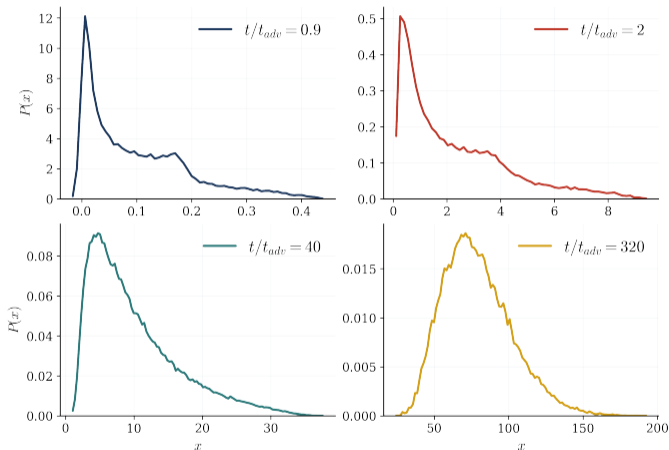 t/t_adv = 0.9
P(x)
12
10
8
6
4
2
0
0.0 0.1 0.2 0.3 0.4
t/t_adv = 2
0.5
0.4
0.3
0.2
0.1
0.0
0 2 4 6 8
t/t_adv = 40
P(x)
0.08
0.06
0.04
0.02
0.00
0 10 20 30
x
t/t_adv = 320
0.015
0.010
0.005
0.000
50 100 150 200
x